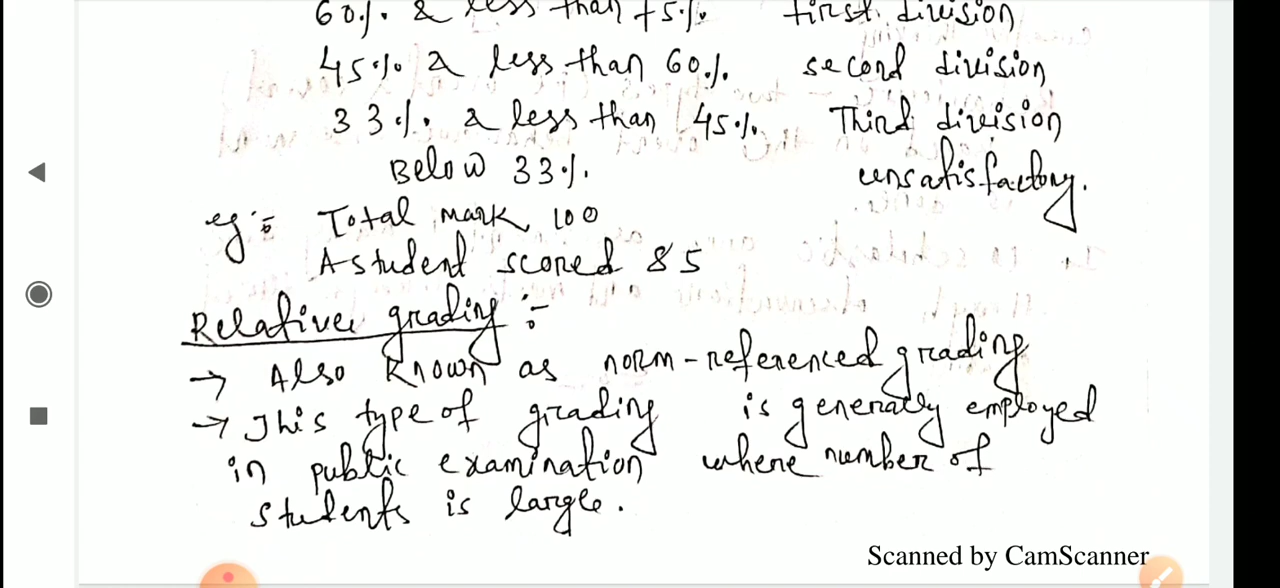 60% & less than 75% first division
45% & less than 60% second division
33% & less than 45% Third division
Below 33% unsatisfactory.
eg:- Total mark 100
A student scored 85
Relative grading :-
→ Also known as norm-referenced grading
→ This type of grading is generally employed
in public examination where number of
students is large.
Scanned by CamScanner